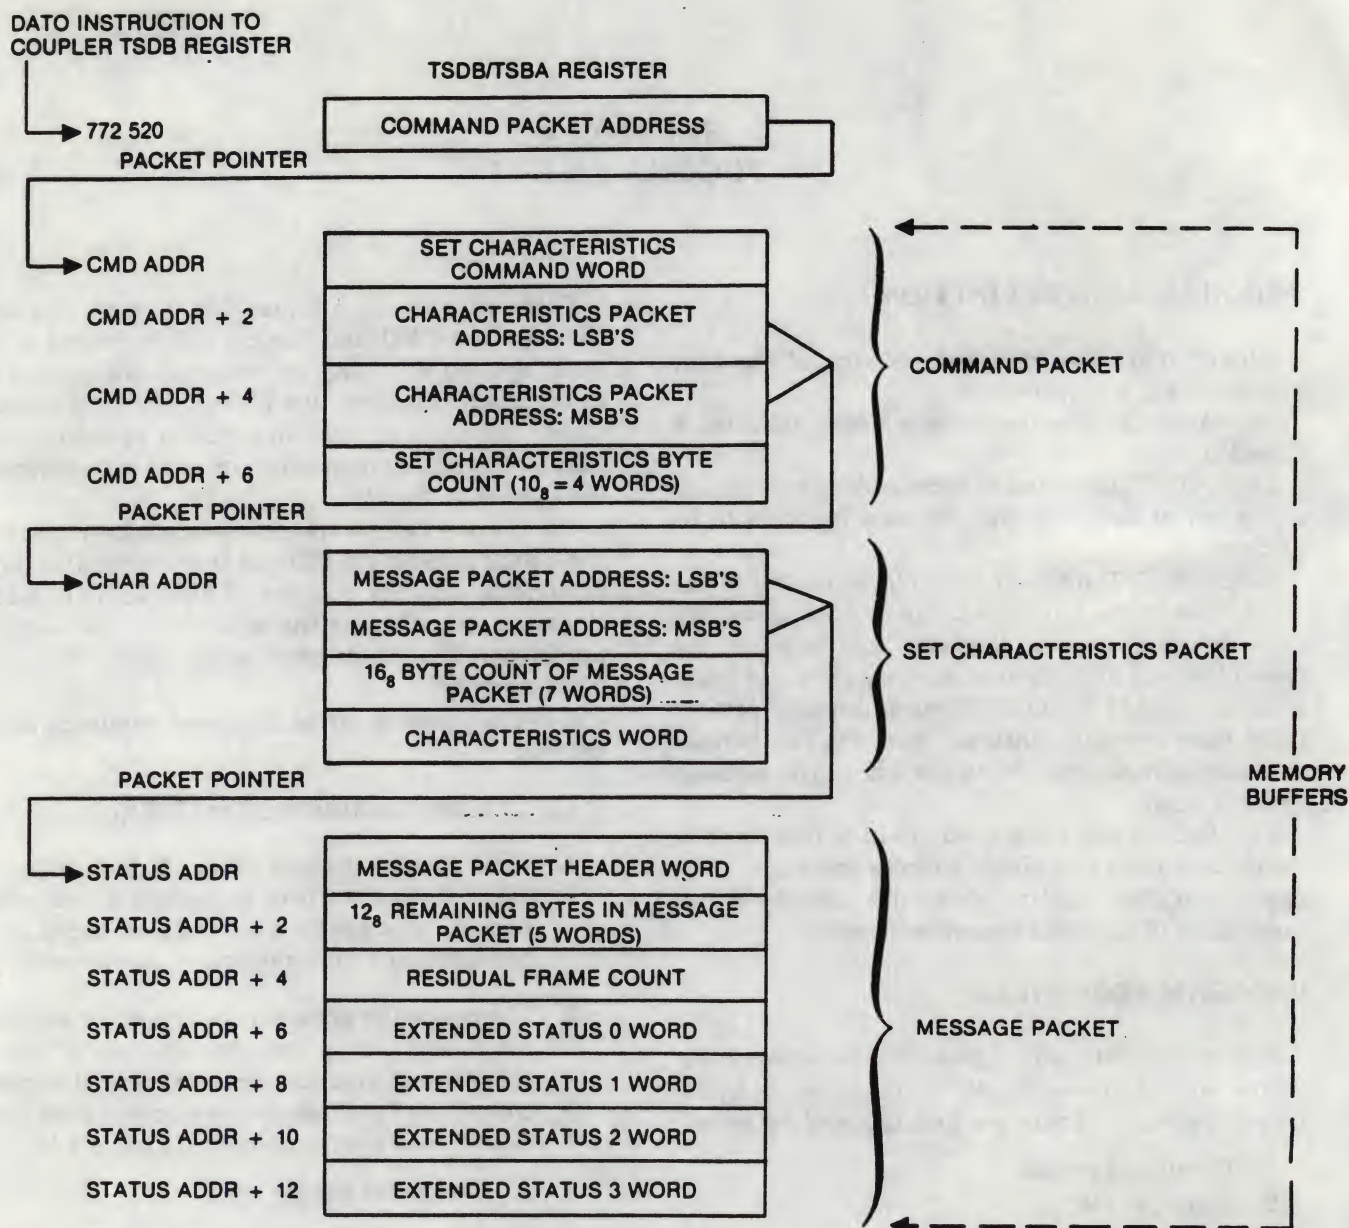 DATO INSTRUCTION TO
COUPLER TSDB REGISTER
TSDB/TSBA REGISTER
772 520
COMMAND PACKET ADDRESS
PACKET POINTER
CMD ADDR
SET CHARACTERISTICS
COMMAND WORD
CMD ADDR + 2
CHARACTERISTICS PACKET
ADDRESS: LSB'S
CMD ADDR + 4
CHARACTERISTICS PACKET
ADDRESS: MSB'S
CMD ADDR + 6
SET CHARACTERISTICS BYTE
COUNT (10₈ = 4 WORDS)
COMMAND PACKET
PACKET POINTER
CHAR ADDR
MESSAGE PACKET ADDRESS: LSB'S
MESSAGE PACKET ADDRESS: MSB'S
16₈ BYTE COUNT OF MESSAGE
PACKET (7 WORDS)
CHARACTERISTICS WORD
SET CHARACTERISTICS PACKET
MEMORY
BUFFERS
PACKET POINTER
STATUS ADDR
MESSAGE PACKET HEADER WORD
STATUS ADDR + 2
12₈ REMAINING BYTES IN MESSAGE
PACKET (5 WORDS)
STATUS ADDR + 4
RESIDUAL FRAME COUNT
STATUS ADDR + 6
EXTENDED STATUS 0 WORD
STATUS ADDR + 8
EXTENDED STATUS 1 WORD
STATUS ADDR + 10
EXTENDED STATUS 2 WORD
STATUS ADDR + 12
EXTENDED STATUS 3 WORD
MESSAGE PACKET